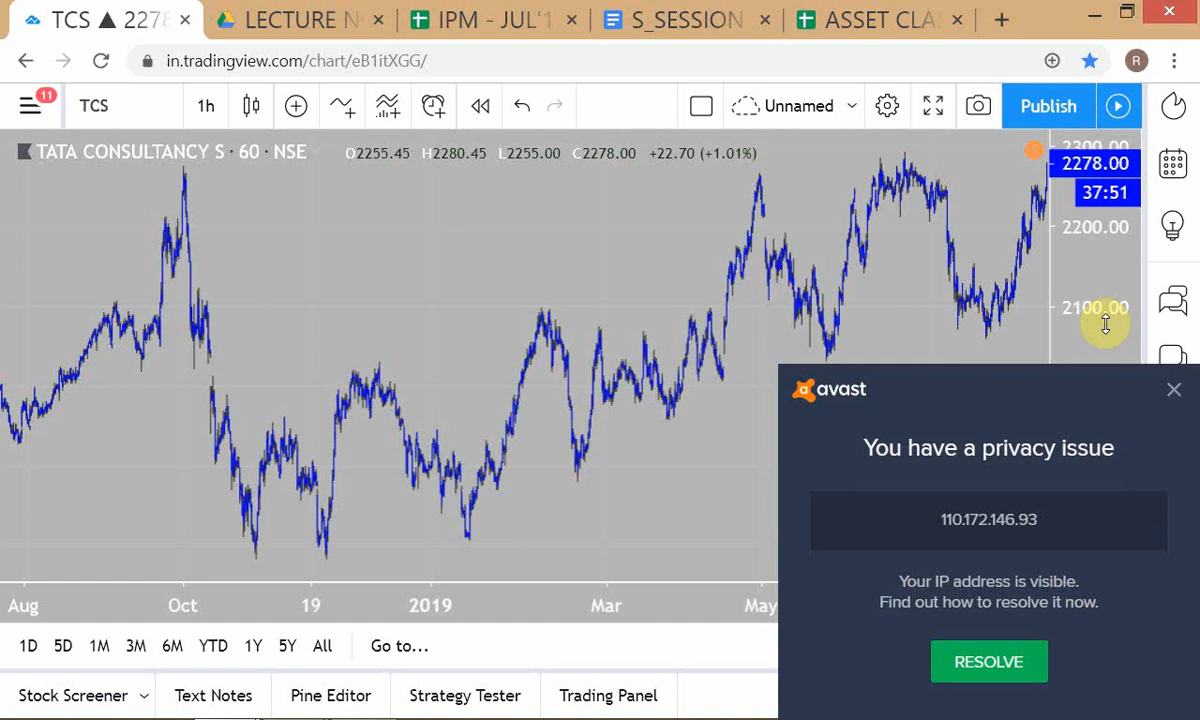 TCS ▲ 2278
LECTURE N
IPM - JUL'1
S_SESSION
ASSET CLA
in.tradingview.com/chart/eB1itXGG/
R
11
TCS
1h
Unnamed
Publish
TATA CONSULTANCY S · 60 · NSE
O2255.45 H2280.45 L2255.00 C2278.00 +22.70 (+1.01%)
2300.00
2278.00
37:51
2200.00
2100.00
Aug
Oct
19
2019
Mar
May
1D
5D
1M
3M
6M
YTD
1Y
5Y
All
Go to...
Stock Screener
Text Notes
Pine Editor
Strategy Tester
Trading Panel
avast
You have a privacy issue
110.172.146.93
Your IP address is visible.
Find out how to resolve it now.
RESOLVE